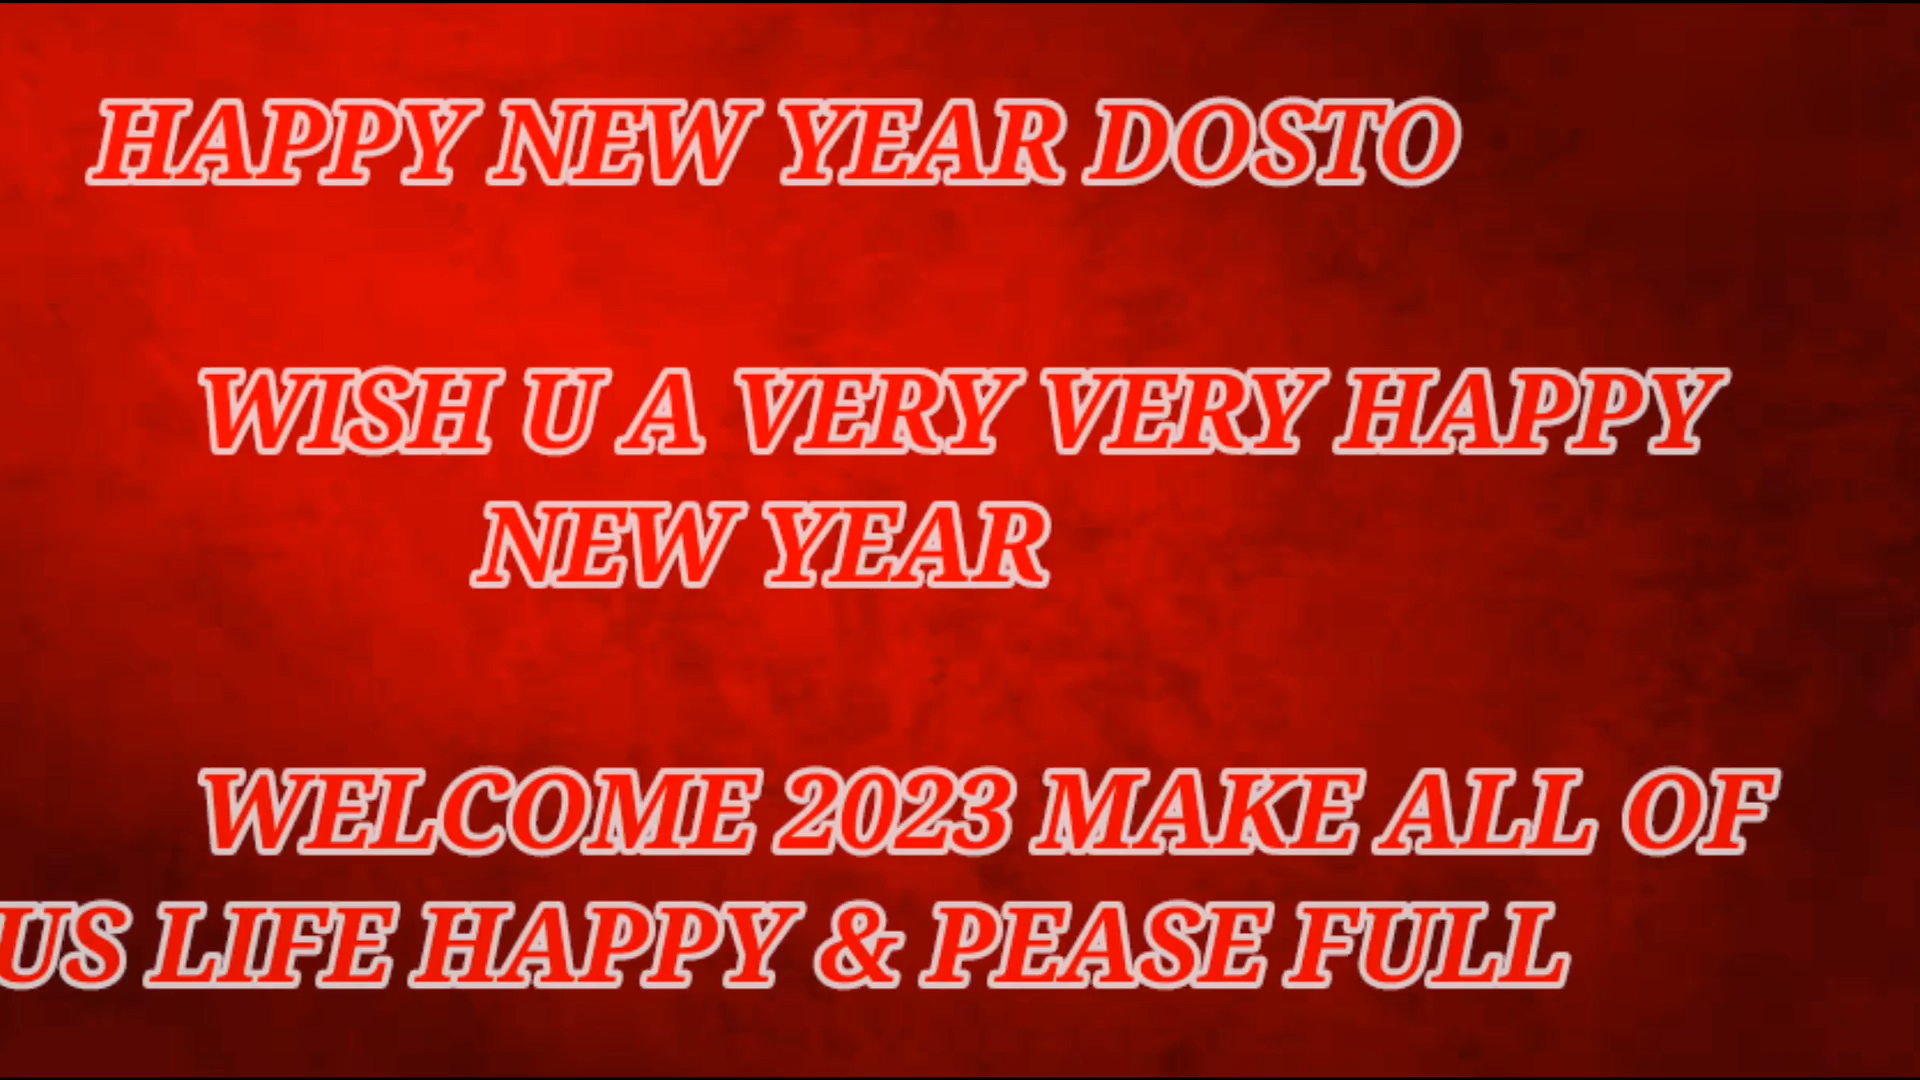 HAPPY NEW YEAR DOSTO
WISH U A VERY VERY HAPPY
NEW YEAR
WELCOME 2023 MAKE ALL OF
US LIFE HAPPY & PEASE FULL